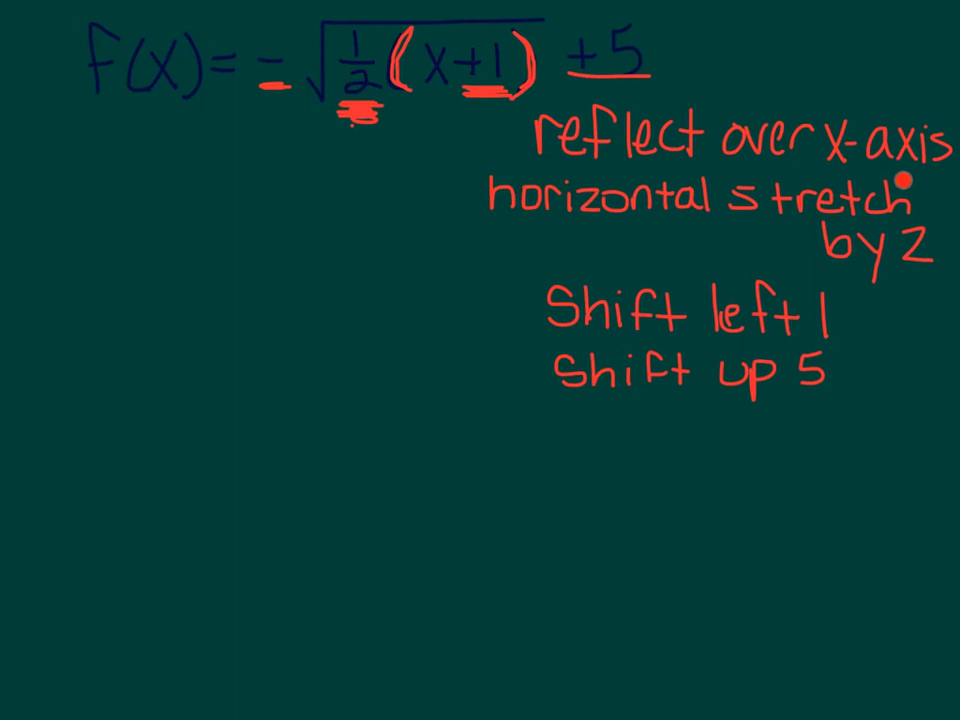 F(x) = - √(1/2 (x+1)) + 5
reflect over x-axis
horizontal stretch
by 2
Shift left 1
Shift up 5